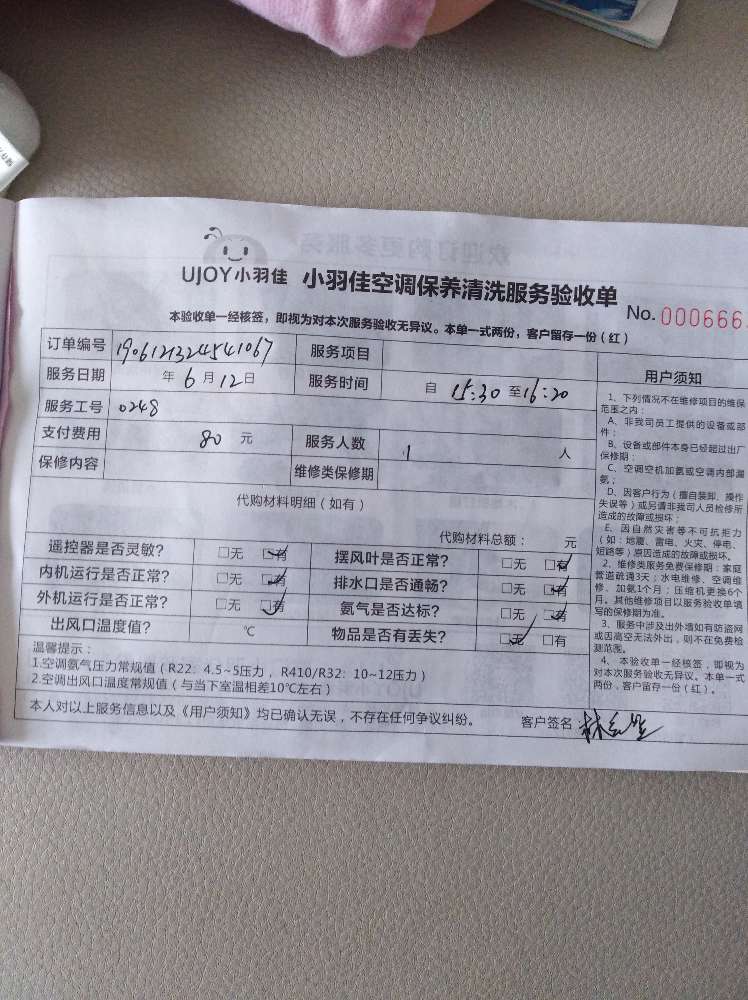 UJOY小羽佳 小羽佳空调保养清洗服务验收单
No. 000666
本验收单一经核签，即视为对本次服务验收无异议。本单一式两份，客户留存一份（红）
订单编号 1906121324541067 服务项目
服务日期 年 6 月 12 日 服务时间 自 15:30 至 16:20
服务工号 0248
支付费用 80 元 服务人数 1 人
保修内容 维修类保修期
代购材料明细（如有）
代购材料总额： 元
遥控器是否灵敏？ □无 □有 摆风叶是否正常？ □无 □有
内机运行是否正常？ □无 □有 排水口是否通畅？ □无 □有
外机运行是否正常？ □无 □有 氨气是否达标？ □无 □有
出风口温度值？ ℃ 物品是否有丢失？ □无 □有
温馨提示：
1.空调氨气压力常规值（R22：4.5~5压力，R410/R32：10~12压力）
2.空调出风口温度常规值（与当下室温相差10℃左右）
本人对以上服务信息以及《用户须知》均已确认无误，不存在任何争议纠纷。 客户签名
用户须知
1、下列情况不在维修项目的维保
范围之内：
A、非我司员工提供的设备或部
件；
B、设备或部件本身已经超过出厂
保修期；
C、空调空机加氨或空调内部漏
氨；
D、因客户行为（擅自装卸、操作
失误等）或另请非我司人员检修所
造成的故障或损坏；
E、因自然灾害等不可抗拒力
（如：地震、雷电、火灾、停电、
短路等）原因造成的故障或损坏。
2、维修类服务免费保修期：家庭
管道疏通3天；水电维修、空调维
修、加氨1个月；压缩机更换6个
月。其他维修项目以服务验收单填
写的保修期为准。
3、服务中涉及出外墙如有防盗网
或因高空无法外出，则不在免费检
测范围。
4、本验收单一经核签，即视为
对本次服务验收无异议。本单一式
两份，客户留存一份（红）。